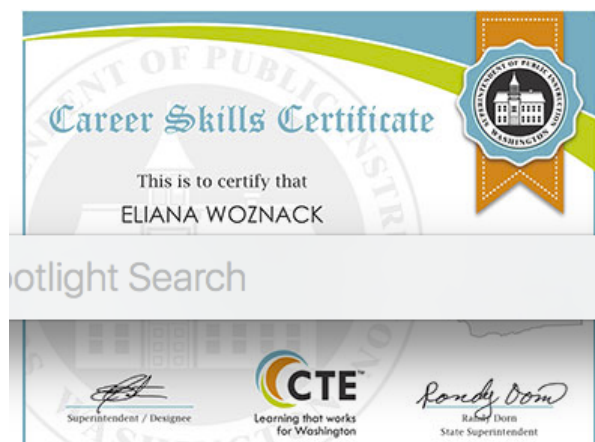 Career Skills Certificate
SUPERINTENDENT OF PUBLIC INSTRUCTION
WASHINGTON
This is to certify that
ELIANA WOZNACK
otlight Search
CTE™
Learning that works
for Washington
Superintendent / Designee
Randy Dorn
Randy Dorn
State Superintendent